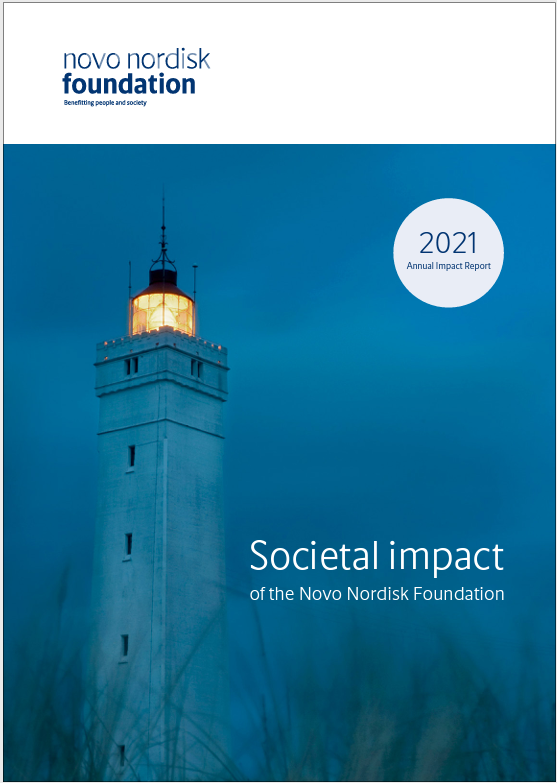 novo nordisk
foundation
Benefitting people and society
2021
Annual Impact Report
Societal impact
of the Novo Nordisk Foundation